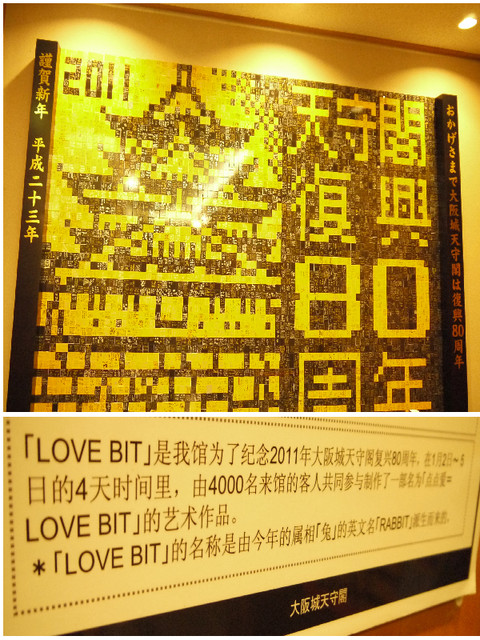 謹賀新年 平成二十三年
2011
天守閣
復興
80
周年
おかげさまで大阪城天守閣は復興80周年
「LOVE BIT」是我馆为了纪念2011年大阪城天守阁复兴80周年，在1月2日～5
日的4天时间里，由4000名来馆的客人共同参与制作了一部名为「点点爱=
LOVE BIT」的艺术作品。
＊「LOVE BIT」的名称是由今年的属相「兔」的英文名「RABBIT」派生而来的。
大阪城天守閣